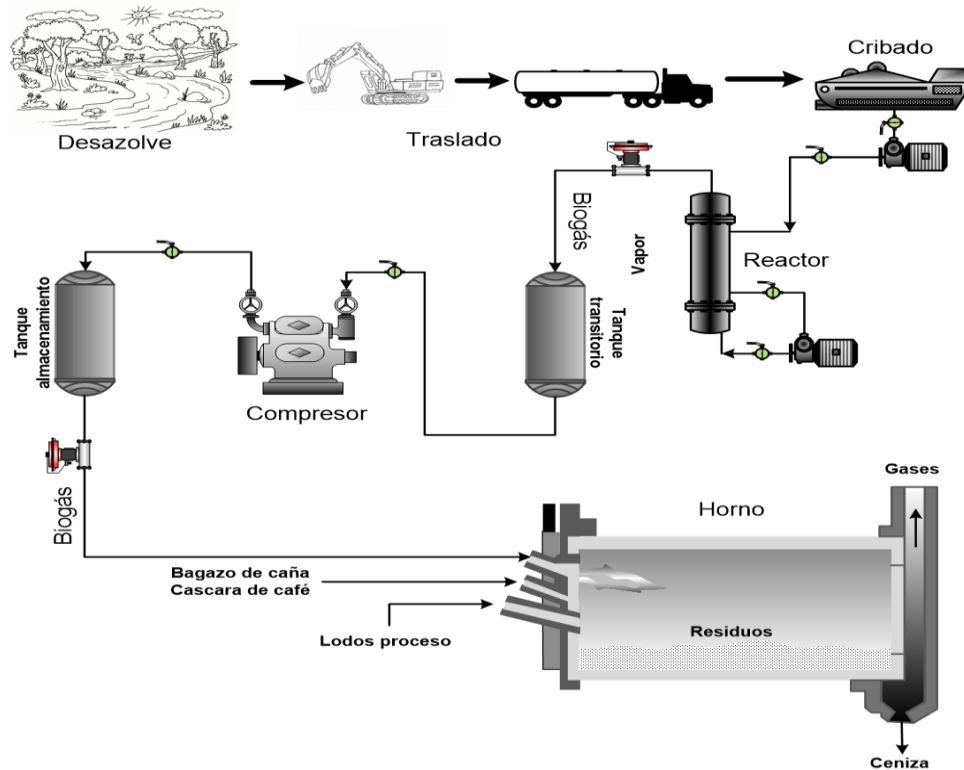 Cribado
Desazolve
Traslado
Biogás
Vapor
Reactor
Tanque
almacenamiento
Tanque
transitorio
Compresor
Biogás
Gases
Horno
Bagazo de caña
Cascara de café
Residuos
Lodos proceso
Ceniza